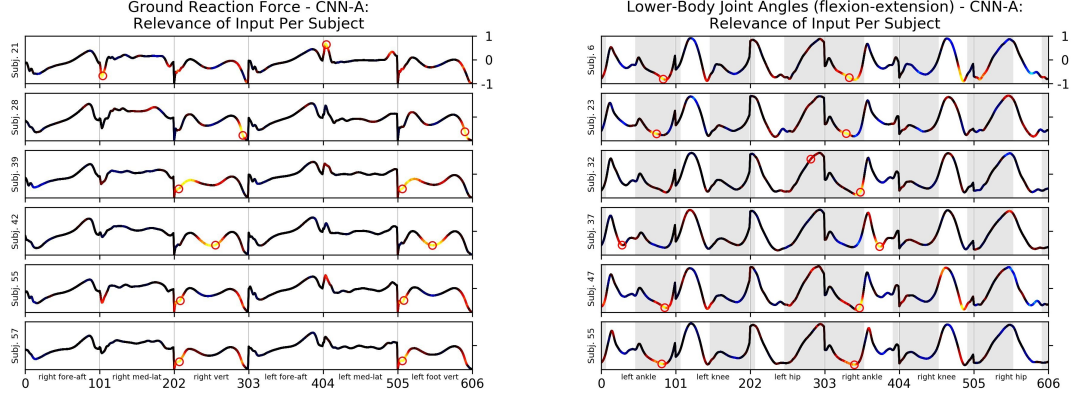 Ground Reaction Force - CNN-A:
Relevance of Input Per Subject
Subj. 21
1
0
-1
Subj. 28
Subj. 39
Subj. 42
Subj. 55
Subj. 57
right fore-aft right med-lat right vert left fore-aft left med-lat left foot vert
0 101 202 303 404 505 606
Lower-Body Joint Angles (flexion-extension) - CNN-A:
Relevance of Input Per Subject
Subj. 6
1
0
-1
Subj. 23
Subj. 32
Subj. 37
Subj. 47
Subj. 55
left ankle left knee left hip right ankle right knee right hip
0 101 202 303 404 505 606